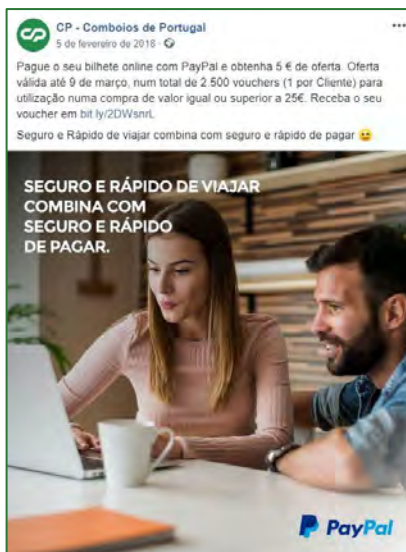 CP - Comboios de Portugal
5 de fevereiro de 2018 ·
Pague o seu bilhete online com PayPal e obtenha 5 € de oferta. Oferta
válida até 9 de março, num total de 2.500 vouchers (1 por Cliente) para
utilização numa compra de valor igual ou superior a 25€. Receba o seu
voucher em bit.ly/2DWsnrL
Seguro e Rápido de viajar combina com seguro e rápido de pagar
SEGURO E RÁPIDO DE VIAJAR
COMBINA COM
SEGURO E RÁPIDO
DE PAGAR.
PayPal